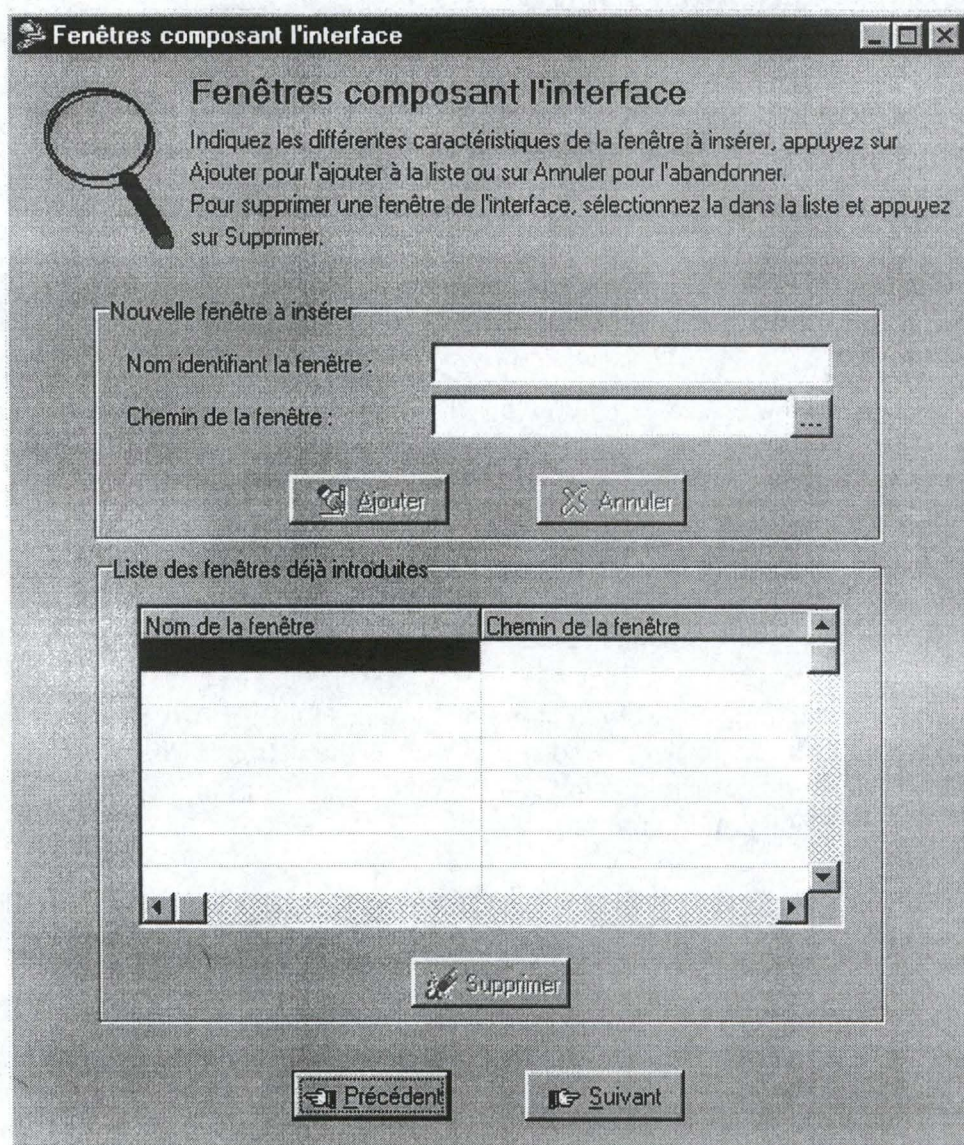 Fenêtres composant l'interface
Fenêtres composant l'interface
Indiquez les différentes caractéristiques de la fenêtre à insérer, appuyez sur
Ajouter pour l'ajouter à la liste ou sur Annuler pour l'abandonner.
Pour supprimer une fenêtre de l'interface, sélectionnez la dans la liste et appuyez
sur Supprimer.
Nouvelle fenêtre à insérer
Nom identifiant la fenêtre :
Chemin de la fenêtre :
...
Ajouter
Annuler
Liste des fenêtres déjà introduites
Nom de la fenêtre
Chemin de la fenêtre
Supprimer
Précédent
Suivant